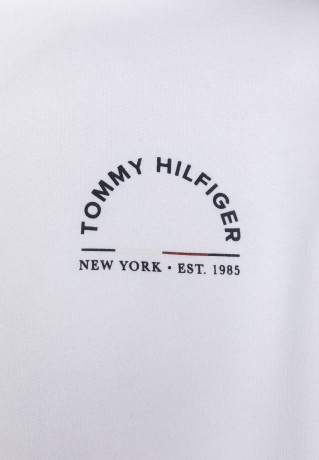 TOMMY HILFIGER
NEW YORK · EST. 1985